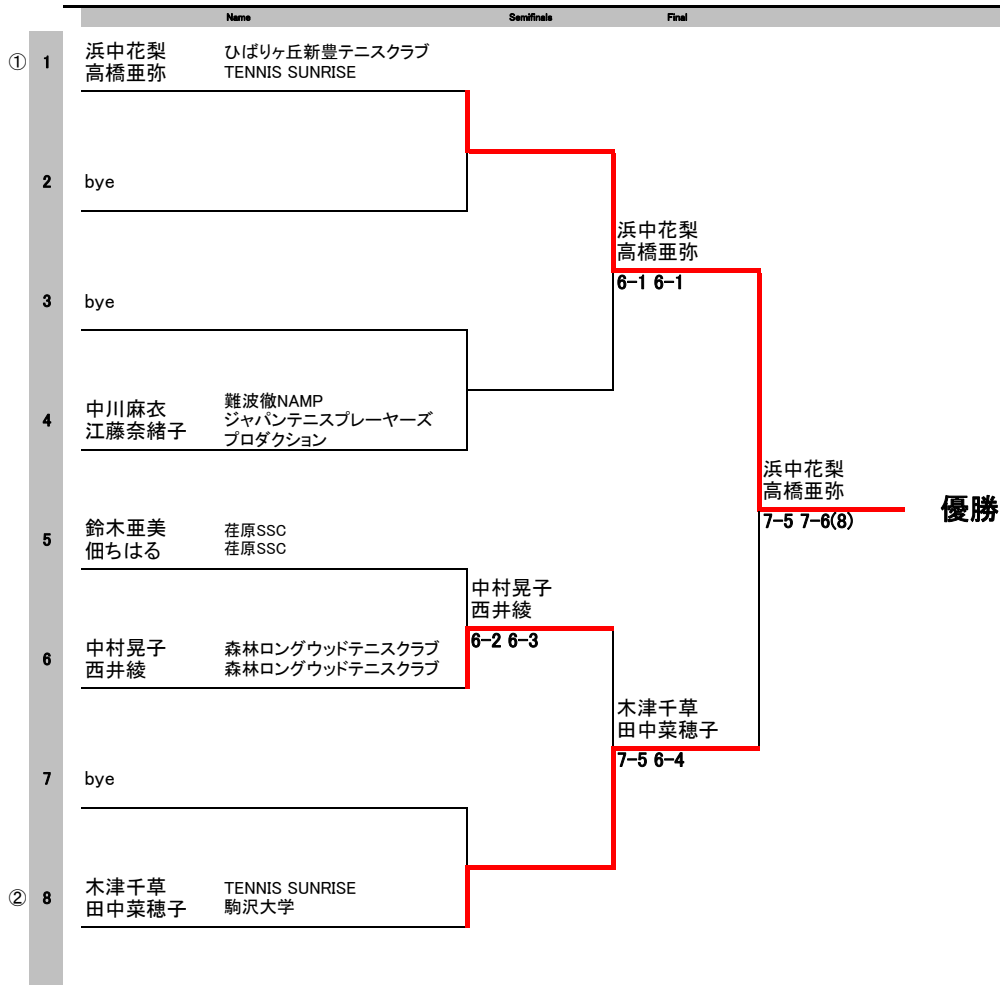 Name Semifinals Final
① 1 浜中花梨 ひばりヶ丘新豊テニスクラブ
高橋亜弥 TENNIS SUNRISE
2 bye
浜中花梨
高橋亜弥
6-1 6-1
3 bye
4 中川麻衣 難波徹NAMP
江藤奈緒子 ジャパンテニスプレーヤーズ
プロダクション
浜中花梨
高橋亜弥
7-5 7-6(8)
優勝
5 鈴木亜美 荏原SSC
佃ちはる 荏原SSC
中村晃子
西井綾
6-2 6-3
6 中村晃子 森林ロングウッドテニスクラブ
西井綾 森林ロングウッドテニスクラブ
木津千草
田中菜穂子
7-5 6-4
7 bye
② 8 木津千草 TENNIS SUNRISE
田中菜穂子 駒沢大学